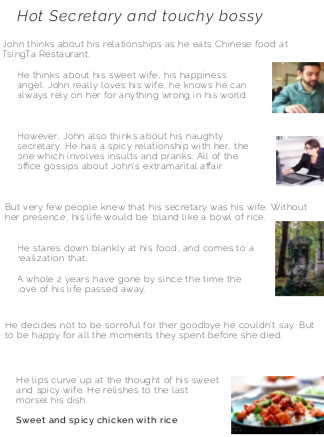 Hot Secretary and touchy bossy
John thinks about his relationships as he eats Chinese food at
TsingTa Restaurant.
He thinks about his sweet wife, his happiness
angel. John really loves his wife, he knows he can
always rely on her for anything wrong in his world.
However, John also thinks about his naughty
secretary. He has a spicy relationship with her, the
one which involves insults and pranks. All of the
office gossips about John's extramarital affair.
But very few people knew that his secretary was his wife. Without
her presence, his life would be bland like a bowl of rice.
He stares down blankly at his food, and comes to a
realization that..
A whole 2 years have gone by since the time the
love of his life passed away.
He decides not to be sorroful for ther goodbye he couldn't say. But
to be happy for all the moments they spent before she died.
He lips curve up at the thought of his sweet
and spicy wife. He relishes to the last
morsel his dish.
Sweet and spicy chicken with rice